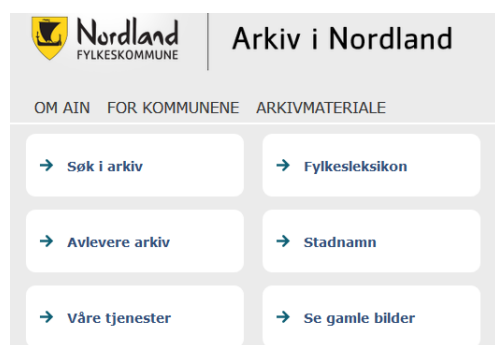 Nordland
FYLKESKOMMUNE
Arkiv i Nordland
OM AIN FOR KOMMUNENE ARKIVMATERIALE
Søk i arkiv
Fylkesleksikon
Avlevere arkiv
Stadnamn
Våre tjenester
Se gamle bilder